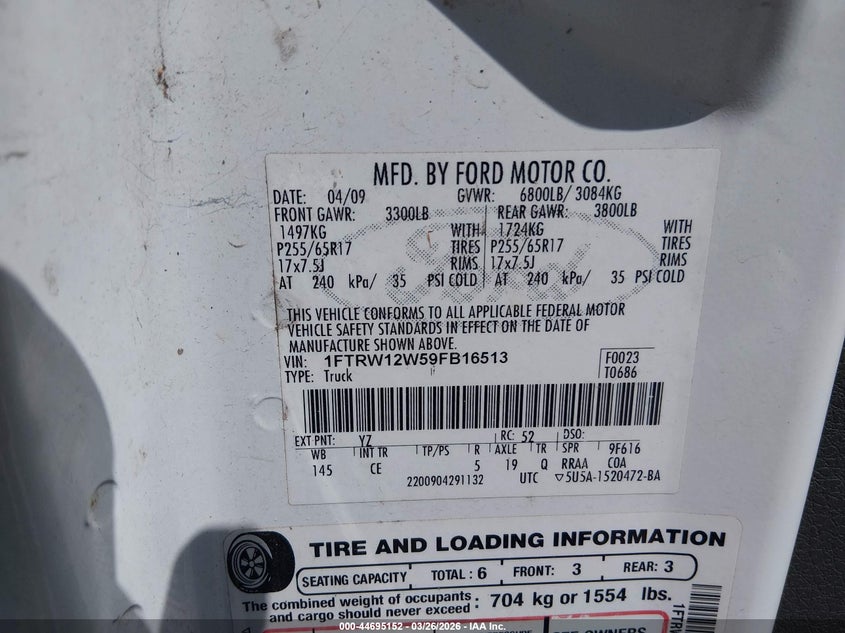 MFD. BY FORD MOTOR CO.
DATE: 04/09 GVWR: 6800LB/ 3084KG
FRONT GAWR: 3300LB REAR GAWR: 3800LB
1497KG WITH 1724KG WITH
P255/65R17 TIRES P255/65R17 TIRES
17x7.5J RIMS 17x7.5J RIMS
AT 240 kPa/ 35 PSI COLD AT 240 kPa/ 35 PSI COLD
Ford
THIS VEHICLE CONFORMS TO ALL APPLICABLE FEDERAL MOTOR
VEHICLE SAFETY STANDARDS IN EFFECT ON THE DATE OF
MANUFACTURE SHOWN ABOVE.
VIN: 1FTRW12W59FB16513 F0023
TYPE: Truck T0686
EXT PNT: YZ RC: 52 DSO:
WB INT TR TP/PS R AXLE TR SPR 9F616
145 CE 5 19 Q RRAA COA
2200904291132 UTC ▽5U5A-1520472-BA
TIRE AND LOADING INFORMATION
SEATING CAPACITY TOTAL : 6 FRONT: 3 REAR: 3
The combined weight of occupants and cargo should never exceed : 704 kg or 1554 lbs.
000-44695152 - 03/26/2026 - IAA Inc.